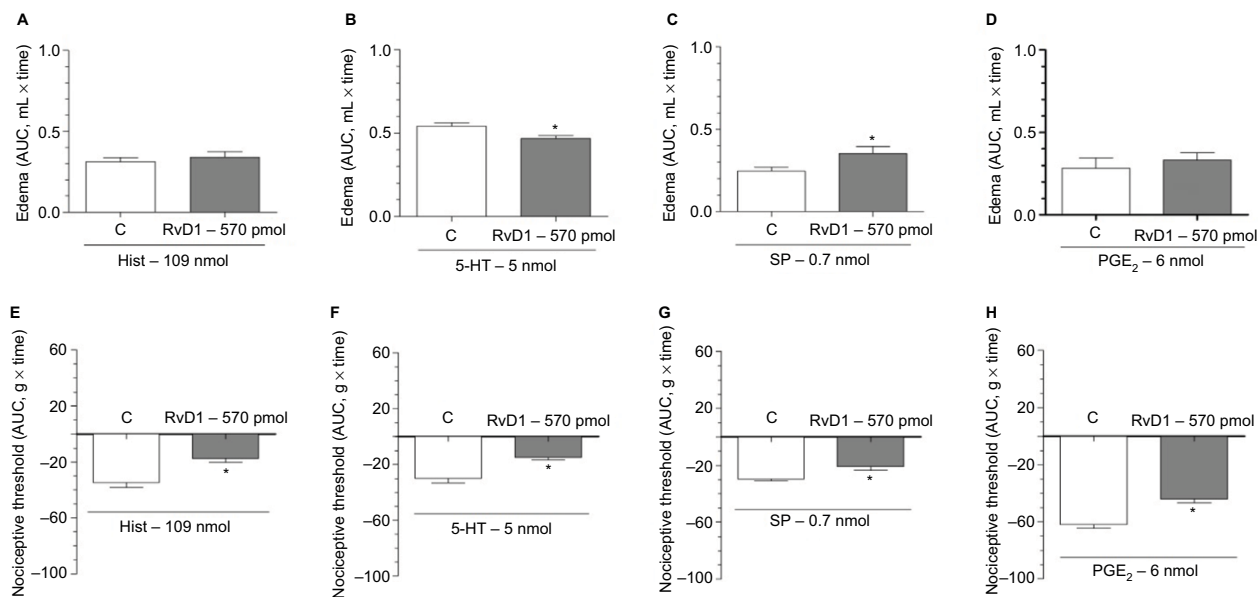 A
Edema (AUC, mL × time)
1.0
0.5
0.0
C
RvD1 – 570 pmol
Hist – 109 nmol
B
Edema (AUC, mL × time)
1.0
0.5
0.0
*
C
RvD1 – 570 pmol
5-HT – 5 nmol
C
Edema (AUC, mL × time)
1.0
0.5
0.0
*
C
RvD1 – 570 pmol
SP – 0.7 nmol
D
Edema (AUC, mL × time)
1.0
0.5
0.0
C
RvD1 – 570 pmol
PGE₂ – 6 nmol
E
Nociceptive threshold (AUC, g × time)
60
20
–20
–60
–100
C
RvD1 – 570 pmol
*
Hist – 109 nmol
F
Nociceptive threshold (AUC, g × time)
60
20
–20
–60
–100
C
RvD1 – 570 pmol
*
5-HT – 5 nmol
G
Nociceptive threshold (AUC, g × time)
60
20
–20
–60
–100
C
RvD1 – 570 pmol
*
SP – 0.7 nmol
H
Nociceptive threshold (AUC, g × time)
60
20
–20
–60
–100
C
RvD1 – 570 pmol
*
PGE₂ – 6 nmol